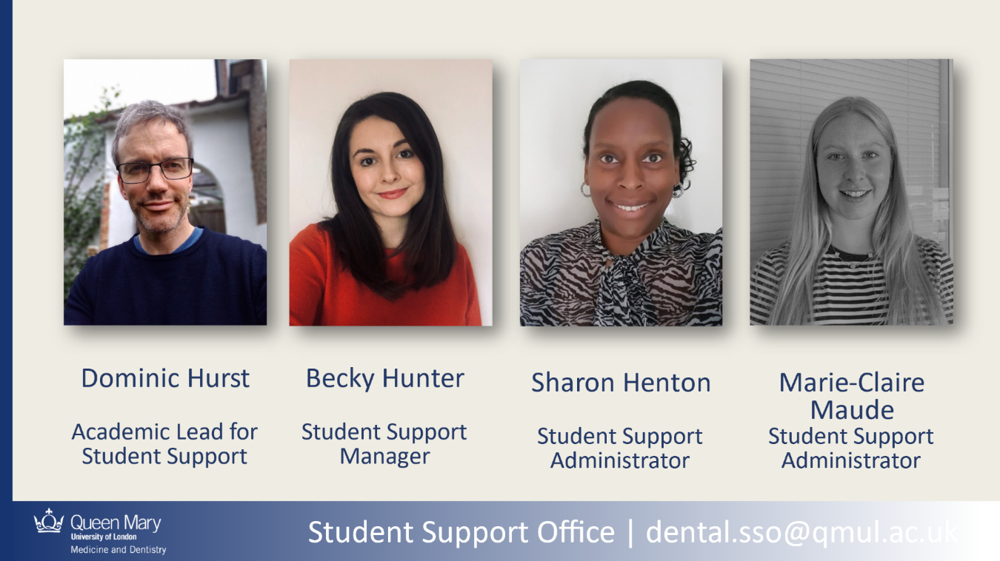 Dominic Hurst
Academic Lead for
Student Support
Becky Hunter
Student Support
Manager
Sharon Henton
Student Support
Administrator
Marie-Claire
Maude
Student Support
Administrator
Queen Mary
University of London
Medicine and Dentistry
Student Support Office | dental.sso@qmul.ac.uk